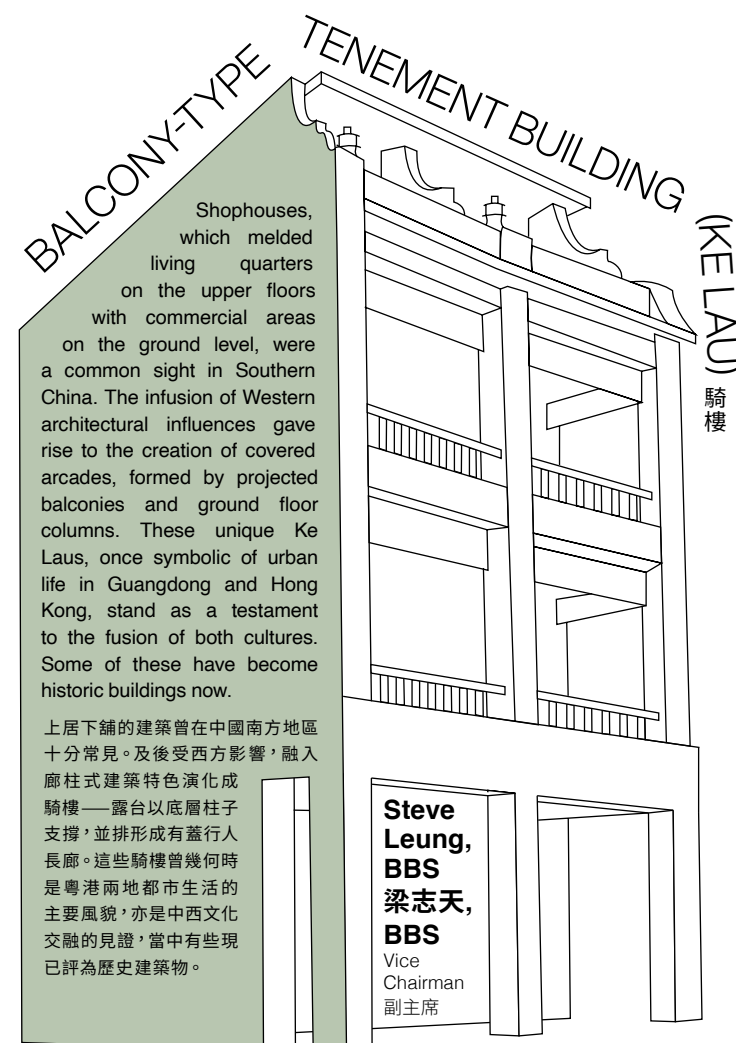 BALCONY-TYPE
TENEMENT BUILDING
(KE LAU)
騎樓
Shophouses,
which melded
living quarters
on the upper floors
with commercial areas
on the ground level, were
a common sight in Southern
China. The infusion of Western
architectural influences gave
rise to the creation of covered
arcades, formed by projected
balconies and ground floor
columns. These unique Ke
Laus, once symbolic of urban
life in Guangdong and Hong
Kong, stand as a testament
to the fusion of both cultures.
Some of these have become
historic buildings now.
上居下舖的建築曾在中國南方地區
十分常見。及後受西方影響，融入
廊柱式建築特色演化成
騎樓——露台以底層柱子
支撐，並排形成有蓋行人
長廊。這些騎樓曾幾何時
是粵港兩地都市生活的
主要風貌，亦是中西文化
交融的見證，當中有些現
已評為歷史建築物。
Steve
Leung,
BBS
梁志天,
BBS
Vice
Chairman
副主席